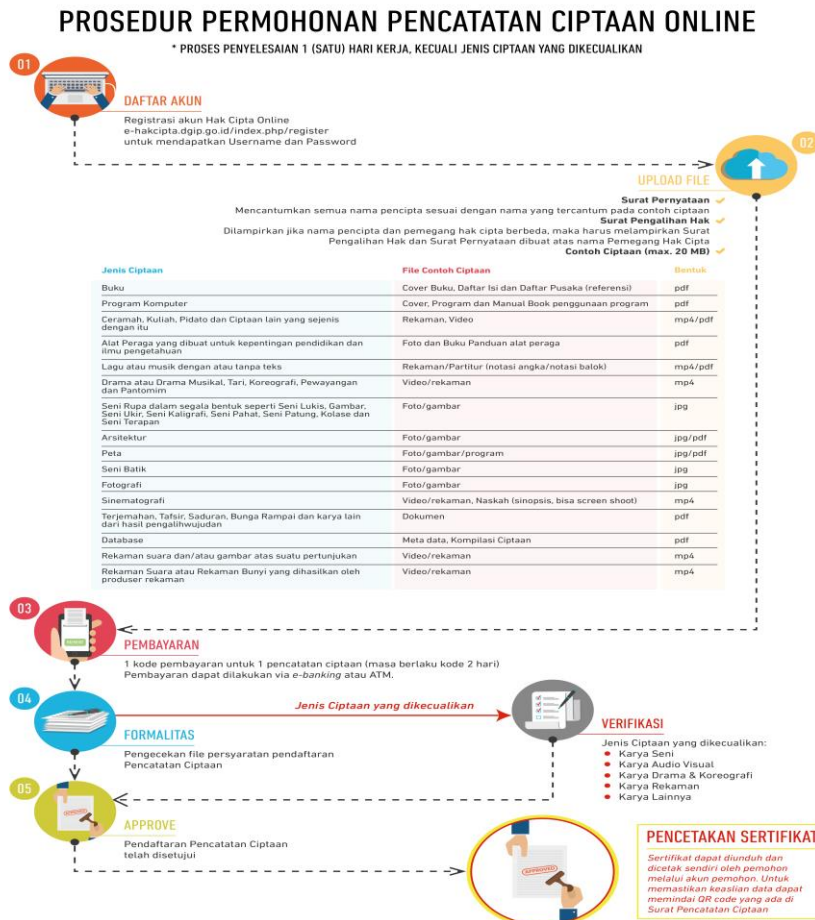 PROSEDUR PERMOHONAN PENCATATAN CIPTAAN ONLINE
* PROSES PENYELESAIAN 1 (SATU) HARI KERJA, KECUALI JENIS CIPTAAN YANG DIKECUALIKAN
01
DAFTAR AKUN
Registrasi akun Hak Cipta Online
e-hakcipta.dgip.go.id/index.php/register
untuk mendapatkan Username dan Password
02
UPLOAD FILE
Surat Pernyataan
Mencantumkan semua nama pencipta sesuai dengan nama yang tercantum pada contoh ciptaan
Surat Pengalihan Hak
Dilampirkan jika nama pencipta dan pemegang hak cipta berbeda, maka harus melampirkan Surat
Pengalihan Hak dan Surat Pernyataan dibuat atas nama Pemegang Hak Cipta
Contoh Ciptaan (max. 20 MB)
Jenis Ciptaan File Contoh Ciptaan Bentuk
Buku Cover Buku, Daftar Isi dan Daftar Pusaka (referensi) pdf
Program Komputer Cover, Program dan Manual Book penggunaan program pdf
Ceramah, Kuliah, Pidato dan Ciptaan lain yang sejenis Rekaman, Video mp4/pdf
dengan itu
Alat Peraga yang dibuat untuk kepentingan pendidikan dan Foto dan Buku Panduan alat peraga pdf
ilmu pengetahuan
Lagu atau musik dengan atau tanpa teks Rekaman/Partitur (notasi angka/notasi balok) mp4/pdf
Drama atau Drama Musikal, Tari, Koreografi, Pewayangan Video/rekaman mp4
dan Pantomim
Seni Rupa dalam segala bentuk seperti Seni Lukis, Gambar, Foto/gambar jpg
Seni Ukir, Seni Kaligrafi, Seni Pahat, Seni Patung, Kolase dan
Seni Terapan
Arsitektur Foto/gambar jpg/pdf
Peta Foto/gambar/program jpg/pdf
Seni Batik Foto/gambar jpg
Fotografi Foto/gambar jpg
Sinematografi Video/rekaman, Naskah (sinopsis, bisa screen shoot) mp4
Terjemahan, Tafsir, Saduran, Bunga Rampai dan karya lain Dokumen pdf
dari hasil pengalihwujudan
Database Meta data, Kompilasi Ciptaan pdf
Rekaman suara dan/atau gambar atas suatu pertunjukan Video/rekaman mp4
Rekaman Suara atau Rekaman Bunyi yang dihasilkan oleh Video/rekaman mp4
produser rekaman
03
PEMBAYARAN
1 kode pembayaran untuk 1 pencatatan ciptaan (masa berlaku kode 2 hari)
Pembayaran dapat dilakukan via e-banking atau ATM.
04
Jenis Ciptaan yang dikecualikan
FORMALITAS
Pengecekan file persyaratan pendaftaran
Pencatatan Ciptaan
VERIFIKASI
Jenis Ciptaan yang dikecualikan:
Karya Seni
Karya Audio Visual
Karya Drama & Koreografi
Karya Rekaman
Karya Lainnya
05
APPROVED
APPROVE
Pendaftaran Pencatatan Ciptaan
telah disetujui
APPROVED
PENCETAKAN SERTIFIKAT
Sertifikat dapat diunduh dan
dicetak sendiri oleh pemohon
melalui akun pemohon. Untuk
memastikan keaslian data dapat
memindai QR code yang ada di
Surat Pencatatan Ciptaan